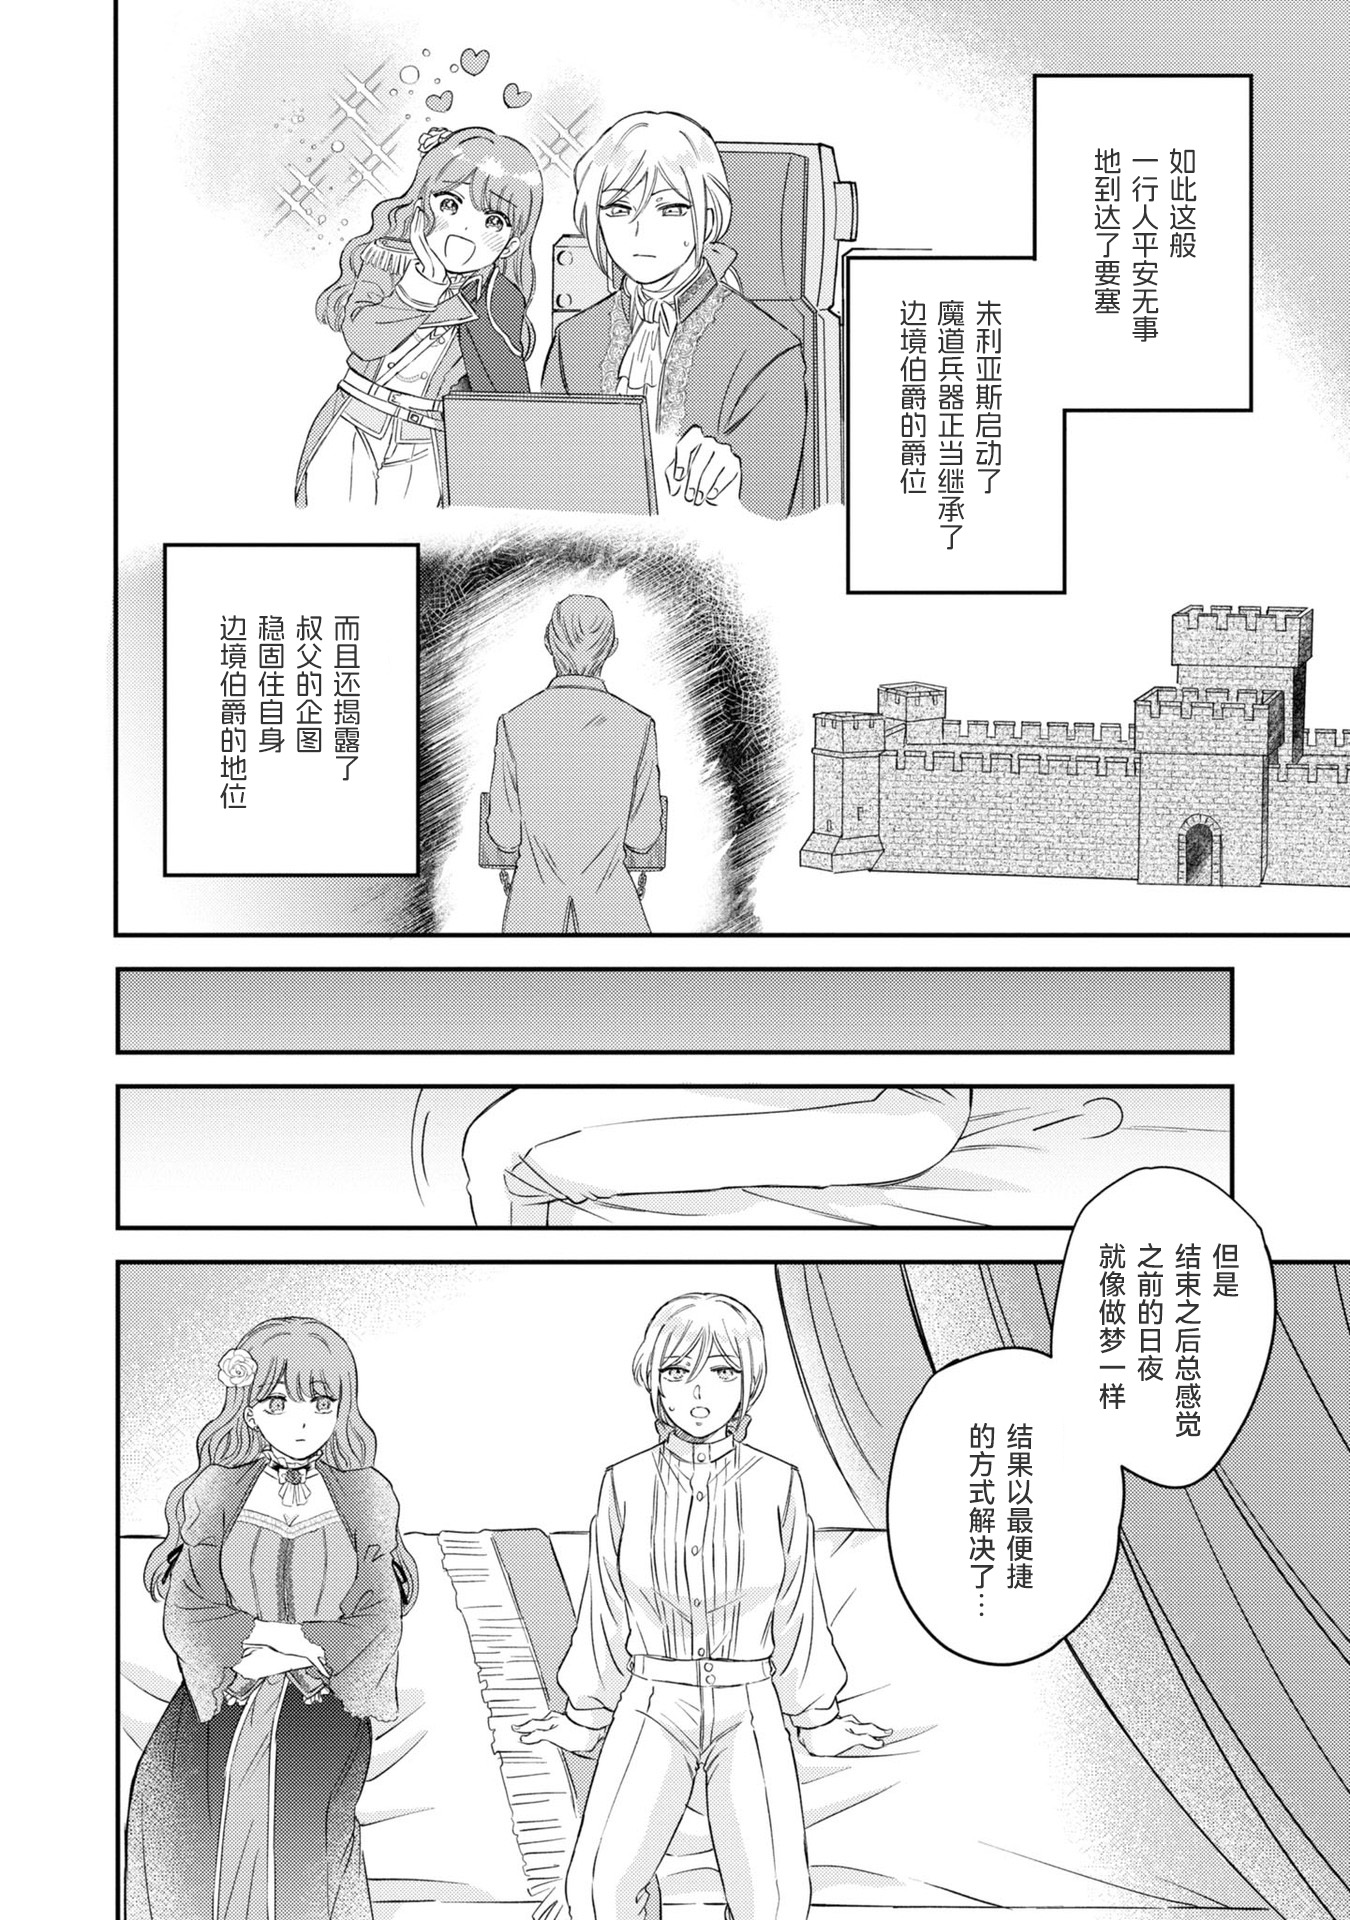 如此这般
一行人平安无事
地到达了要塞
朱利亚斯启动了
魔道兵器正当继承了
边境伯爵的爵位
而且还揭露了
叔父的企图
稳固住自身
边境伯爵的地位
但是
结束之后总感觉
之前的日夜
就像做梦一样
结果以最便捷
的方式解决了…